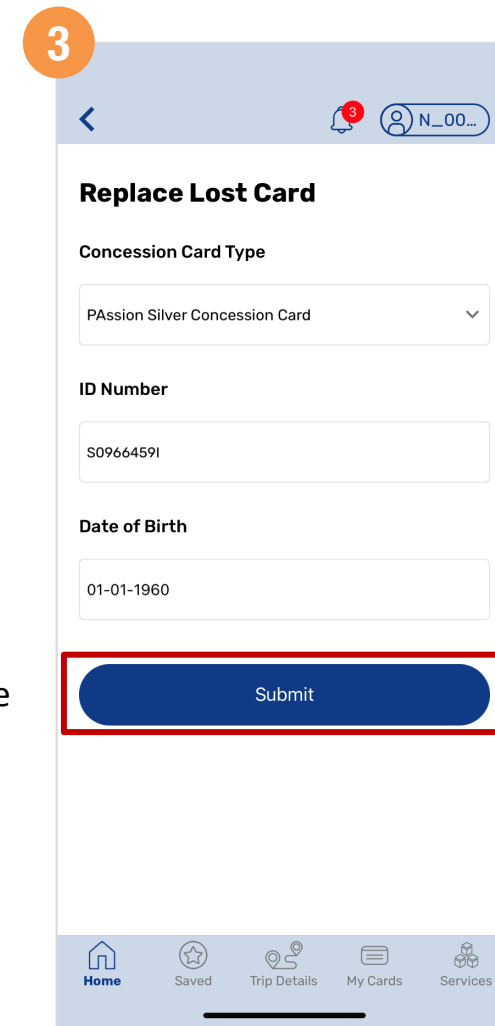 3
3
N_00...
Replace Lost Card
Concession Card Type
PAssion Silver Concession Card
ID Number
S0966459I
Date of Birth
01-01-1960
e
Submit
Home Saved Trip Details My Cards Services